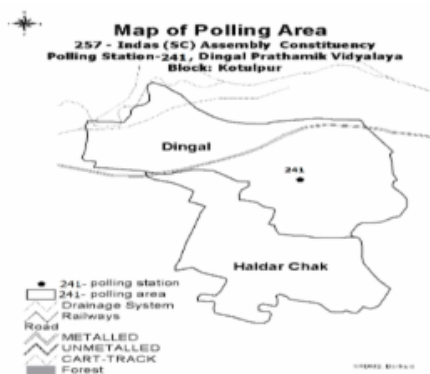 Map of Polling Area
257 - Indas (SC) Assembly Constituency
Polling Station-241, Dingal Prathamik Vidyalaya
Block: Kotulpur
Dingal
241
Haldar Chak
241- polling station
241- polling area
Drainage System
Railways
Road
METALLED
UNMETALLED
CART-TRACK
Forest